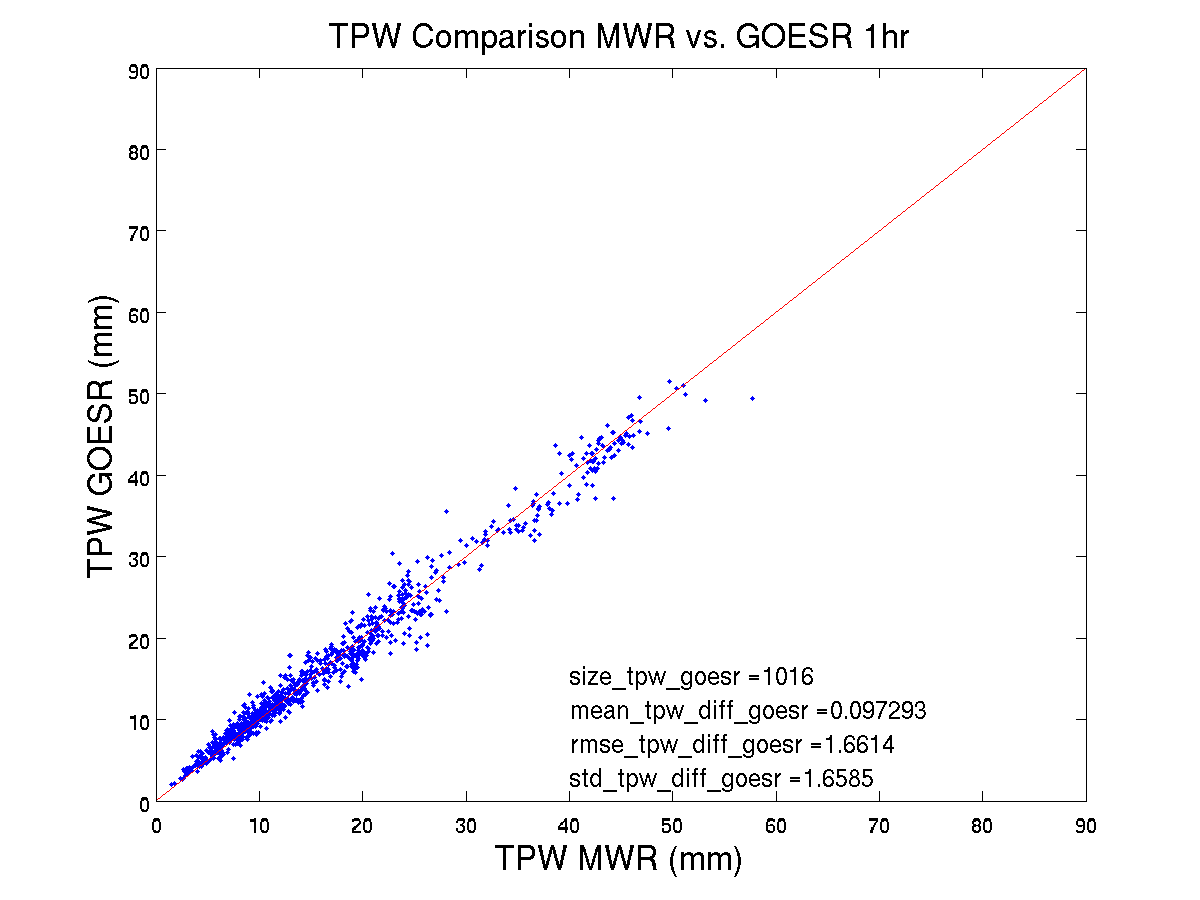 TPW Comparison MWR vs. GOESR 1hr
90
80
70
60
50
40
30
20
10
0
TPW GOESR (mm)
size_tpw_goesr =1016
mean_tpw_diff_goesr =0.097293
rmse_tpw_diff_goesr =1.6614
std_tpw_diff_goesr =1.6585
0 10 20 30 40 50 60 70 80 90
TPW MWR (mm)